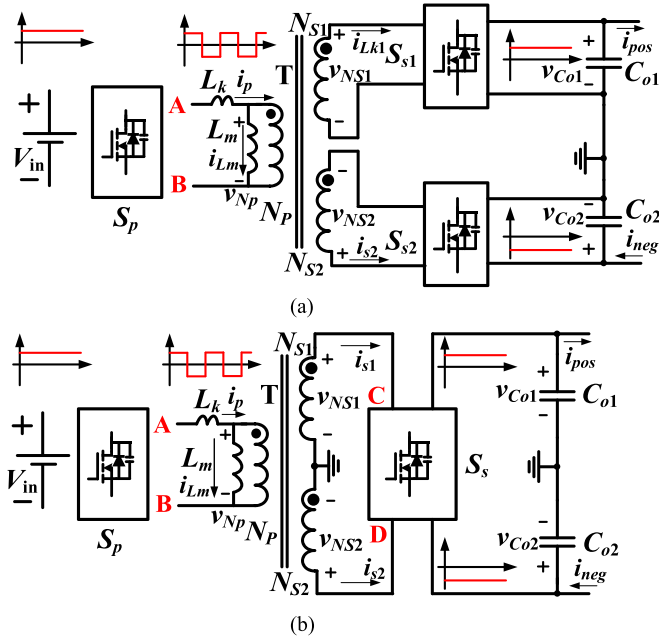 N_S1
i_Lk1
S_s1
i_pos
+
v_NS1
v_Co1
C_o1
-
T
L_k
i_p
A
+
V_in
-
L_m
i_Lm
B
v_Np
N_P
S_p
-
v_NS2
S_s2
v_Co2
C_o2
+
i_s2
i_neg
N_S2
(a)
N_S1
+
i_s1
i_pos
T
v_NS1
C
+
v_Co1
C_o1
-
L_k
i_p
A
+
V_in
-
L_m
i_Lm
S_s
B
v_Np
N_P
S_p
-
D
v_NS2
v_Co2
C_o2
+
i_s2
i_neg
N_S2
(b)